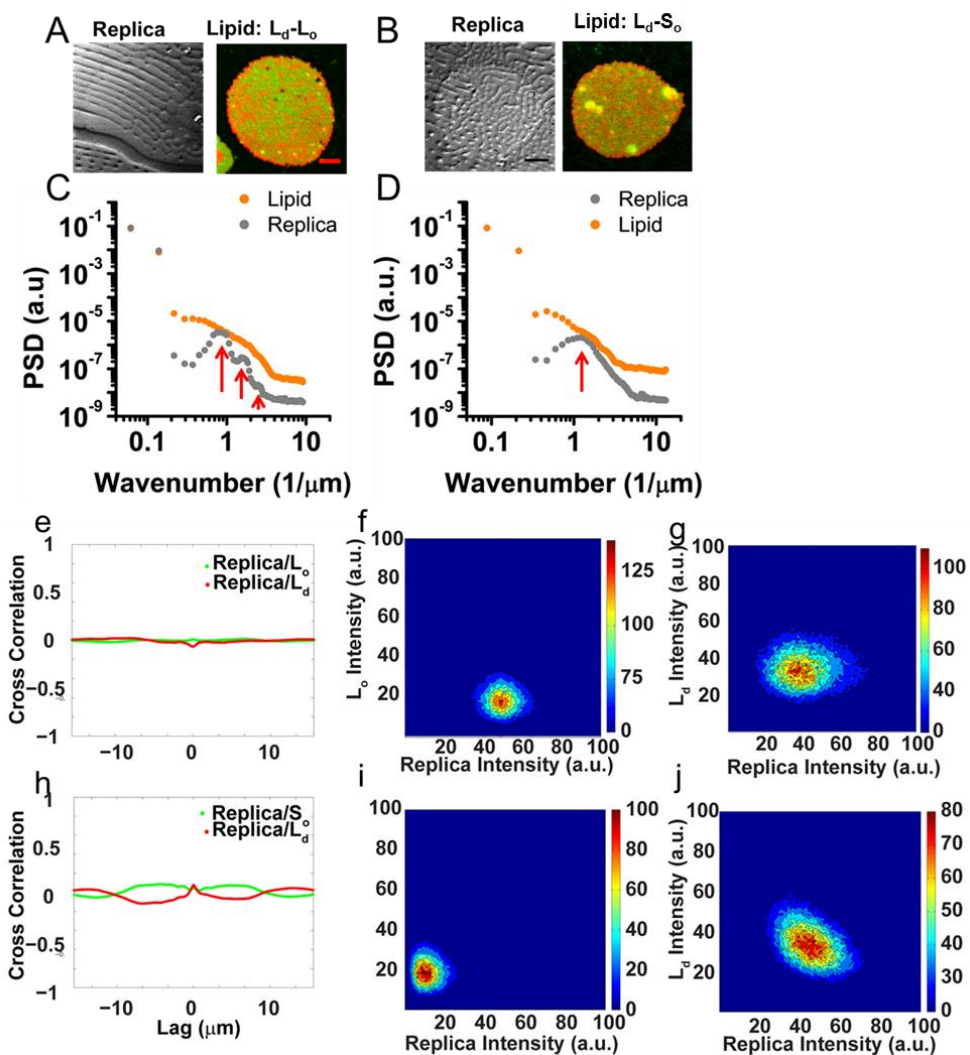 A
Replica
Lipid: Ld-Lo
B
Replica
Lipid: Ld-So
C
Lipid
Replica
PSD (a.u)
10-1
10-3
10-5
10-7
10-9
0.1 1 10
Wavenumber (1/μm)
D
Replica
Lipid
PSD (a.u.)
10-1
10-3
10-5
10-7
10-9
0.1 1 10
Wavenumber (1/μm)
e
Replica/Lo
Replica/Ld
Cross Correlation
1
0.5
0
−0.5
−1
−10 0 10
f
Lo Intensity (a.u.)
100
80
60
40
20
20 40 60 80 100
Replica Intensity (a.u.)
125
100
75
50
25
0
g
Ld Intensity (a.u.)
100
80
60
40
20
20 40 60 80 100
Replica Intensity (a.u.)
100
80
60
40
20
0
h
Replica/So
Replica/Ld
Cross Correlation
1
0.5
0
−0.5
−1
−10 0 10
Lag (μm)
i
100
80
60
40
20
20 40 60 80 100
Replica Intensity (a.u.)
100
80
60
40
20
0
j
Ld Intensity (a.u.)
100
80
60
40
20
20 40 60 80 100
Replica Intensity (a.u.)
80
70
60
50
40
30
20
10
0